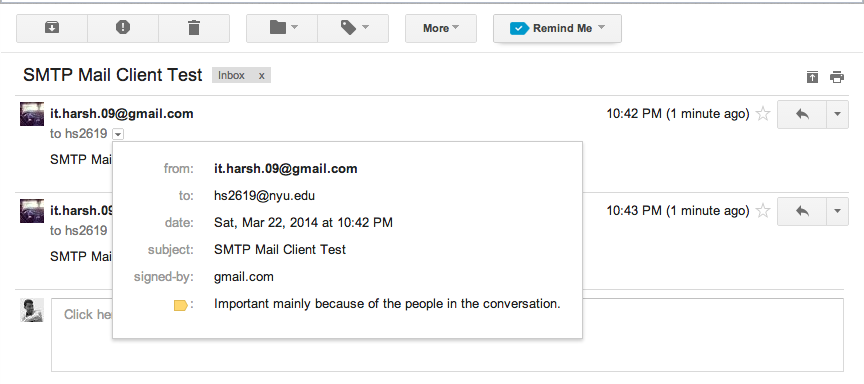 More
Remind Me
SMTP Mail Client Test Inbox x
it.harsh.09@gmail.com 10:42 PM (1 minute ago)
to hs2619
SMTP Mai
from: it.harsh.09@gmail.com
to: hs2619@nyu.edu
date: Sat, Mar 22, 2014 at 10:42 PM
subject: SMTP Mail Client Test
signed-by: gmail.com
: Important mainly because of the people in the conversation.
it.harsh.09 10:43 PM (1 minute ago)
to hs2619
SMTP Mai
Click he